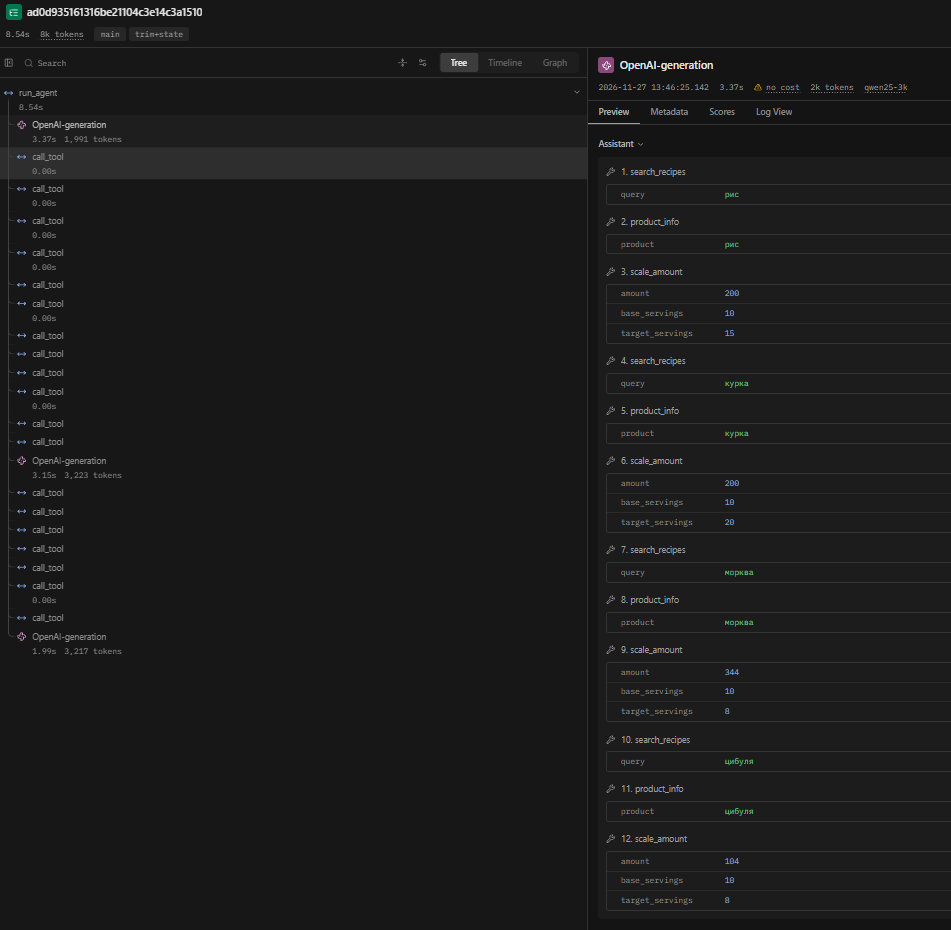 ad0d935161316be21104c3e14c3a1510
8.54s 8k tokens main trim+state
Search Tree Timeline Graph
run_agent
8.54s
OpenAI-generation
3.37s 1,991 tokens
call_tool
0.00s
call_tool
0.00s
call_tool
0.00s
call_tool
0.00s
call_tool
call_tool
0.00s
call_tool
call_tool
call_tool
call_tool
0.00s
call_tool
call_tool
OpenAI-generation
3.15s 3,223 tokens
call_tool
call_tool
call_tool
call_tool
call_tool
call_tool
0.00s
call_tool
OpenAI-generation
1.99s 3,217 tokens
OpenAI-generation
2026-11-27 13:46:25.142 3.37s no cost 2k tokens qwen25-3k
Preview Metadata Scores Log View
Assistant
1. search_recipes
query рис
2. product_info
product рис
3. scale_amount
amount 200
base_servings 10
target_servings 15
4. search_recipes
query курка
5. product_info
product курка
6. scale_amount
amount 200
base_servings 10
target_servings 20
7. search_recipes
query морква
8. product_info
product морква
9. scale_amount
amount 344
base_servings 10
target_servings 8
10. search_recipes
query цибуля
11. product_info
product цибуля
12. scale_amount
amount 104
base_servings 10
target_servings 8